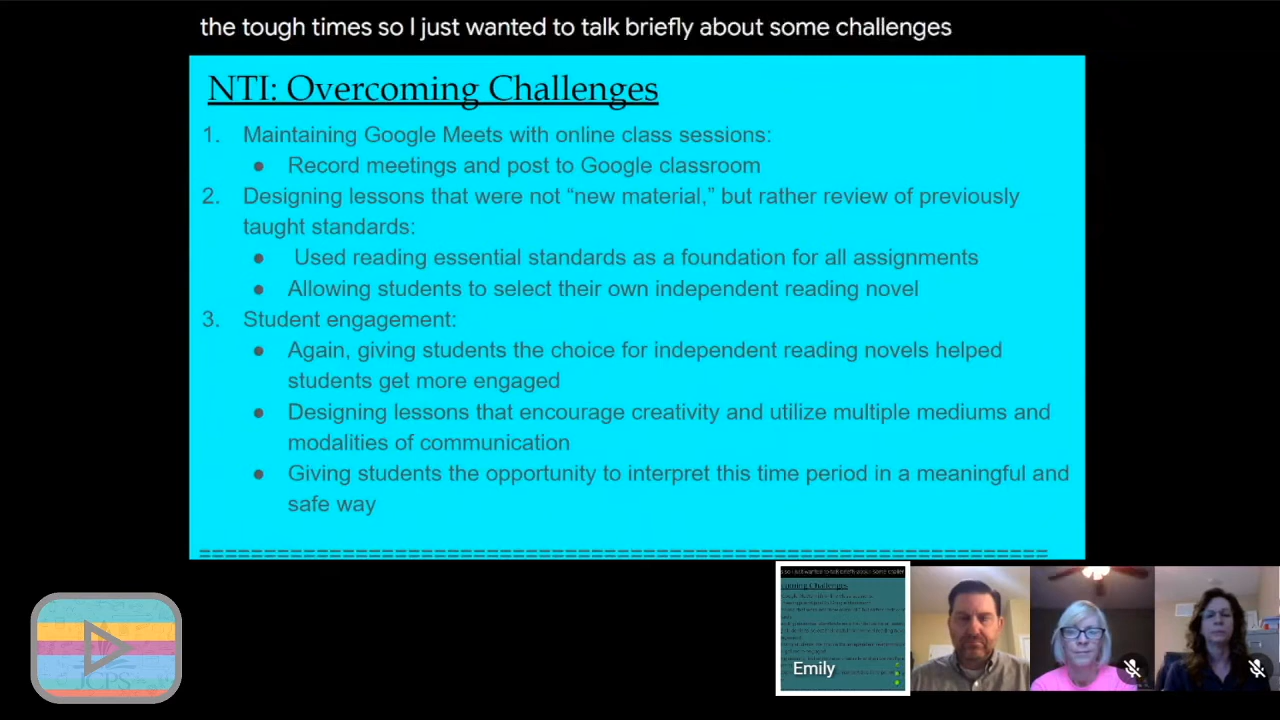 the tough times so I just wanted to talk briefly about some challenges
NTI: Overcoming Challenges
1. Maintaining Google Meets with online class sessions:
● Record meetings and post to Google classroom
2. Designing lessons that were not “new material,” but rather review of previously
taught standards:
● Used reading essential standards as a foundation for all assignments
● Allowing students to select their own independent reading novel
3. Student engagement:
● Again, giving students the choice for independent reading novels helped
students get more engaged
● Designing lessons that encourage creativity and utilize multiple mediums and
modalities of communication
● Giving students the opportunity to interpret this time period in a meaningful and
safe way
Emily
JCPS